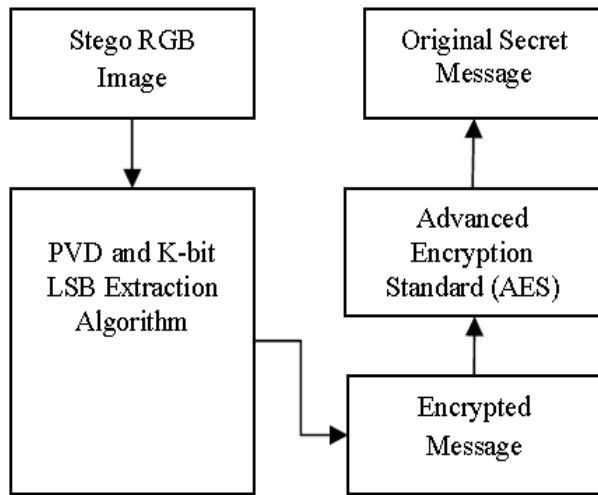 Stego RGB
Image
PVD and K-bit
LSB Extraction
Algorithm
Encrypted
Message
Advanced
Encryption
Standard (AES)
Original Secret
Message